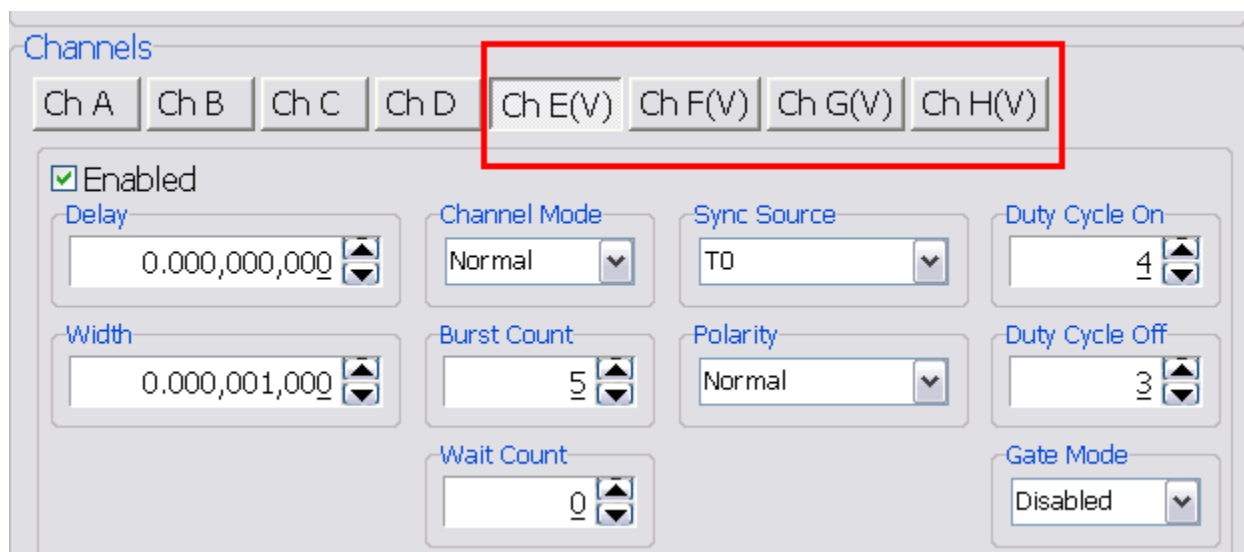 Channels
Ch A Ch B Ch C Ch D Ch E(V) Ch F(V) Ch G(V) Ch H(V)
Enabled
Delay Channel Mode Sync Source Duty Cycle On
0.000,000,000 Normal T0 4
Width Burst Count Polarity Duty Cycle Off
0.000,001,000 5 Normal 3
Wait Count Gate Mode
0 Disabled